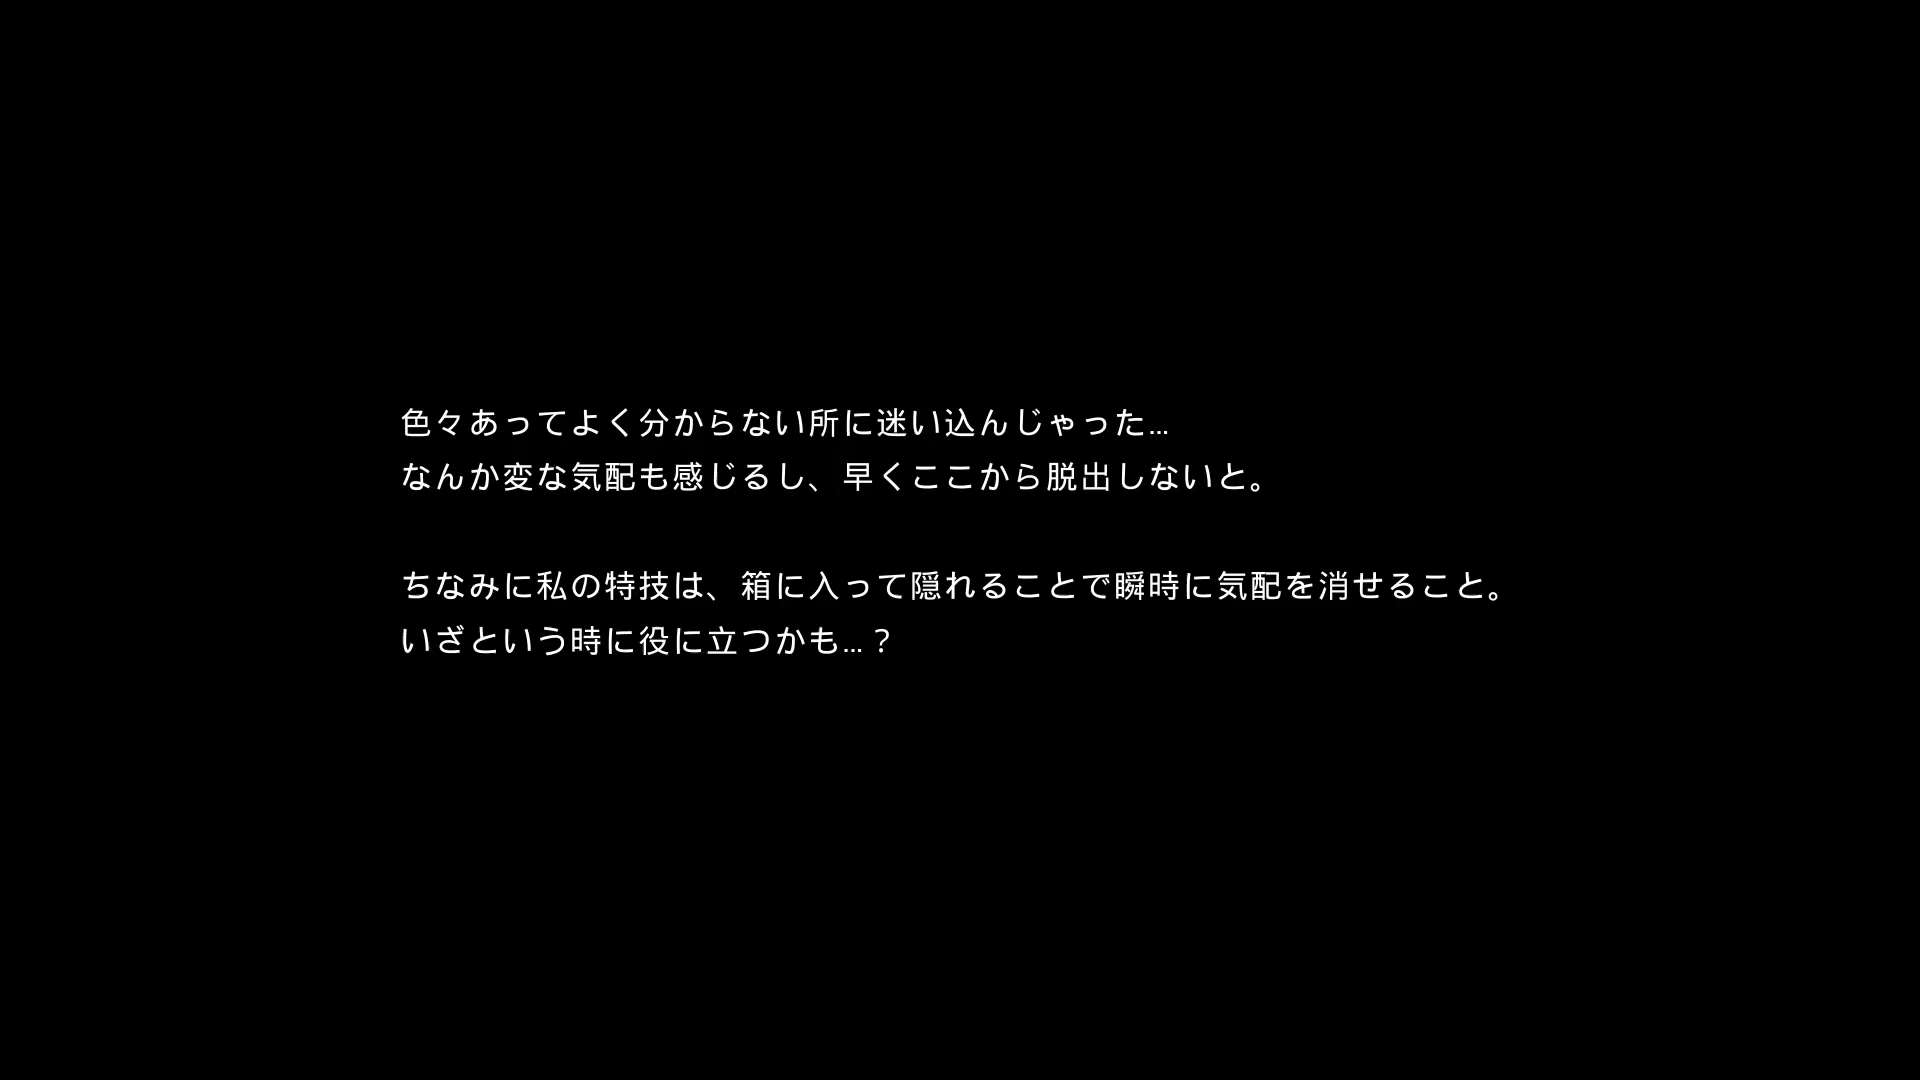 色々あってよく分からない所に迷い込んじゃった...
なんか変な気配も感じるし、早くここから脱出しないと。
ちなみに私の特技は、箱に入って隠れることで瞬時に気配を消せること。
いざという時に役に立つかも...？